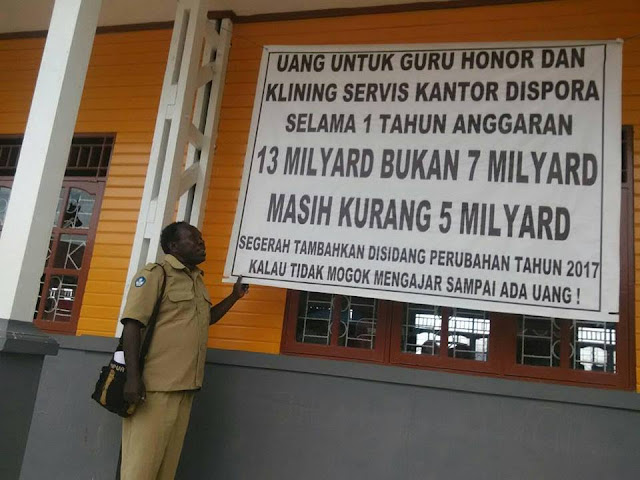 UANG UNTUK GURU HONOR DAN
KLINING SERVIS KANTOR DISPORA
SELAMA 1 TAHUN ANGGARAN
13 MILYARD BUKAN 7 MILYARD
MASIH KURANG 5 MILYARD
SEGERAH TAMBAHKAN DISIDANG PERUBAHAN TAHUN 2017
KALAU TIDAK MOGOK MENGAJAR SAMPAI ADA UANG !